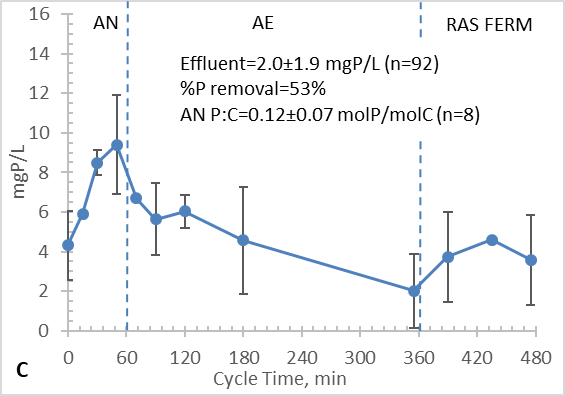 16
14
12
10
8
6
4
2
0
mgP/L
AN
AE
RAS FERM
Effluent=2.0±1.9 mgP/L (n=92)
%P removal=53%
AN P:C=0.12±0.07 molP/molC (n=8)
0 60 120 180 240 300 360 420 480
Cycle Time, min
C